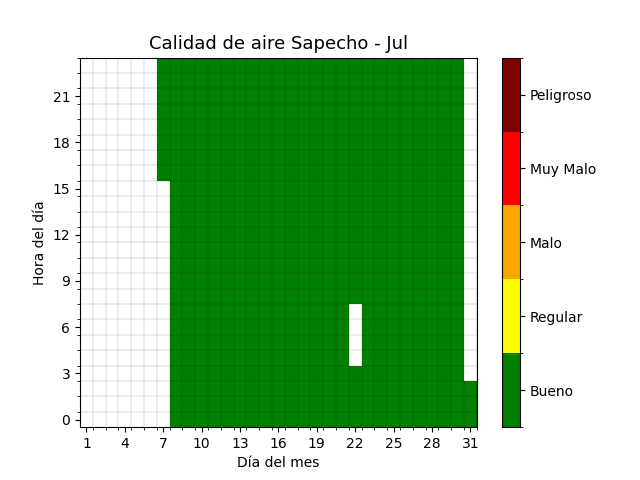 Calidad de aire Sapecho - Jul
Hora del día
21
18
15
12
9
6
3
0
1 4 7 10 13 16 19 22 25 28 31
Día del mes
Peligroso
Muy Malo
Malo
Regular
Bueno